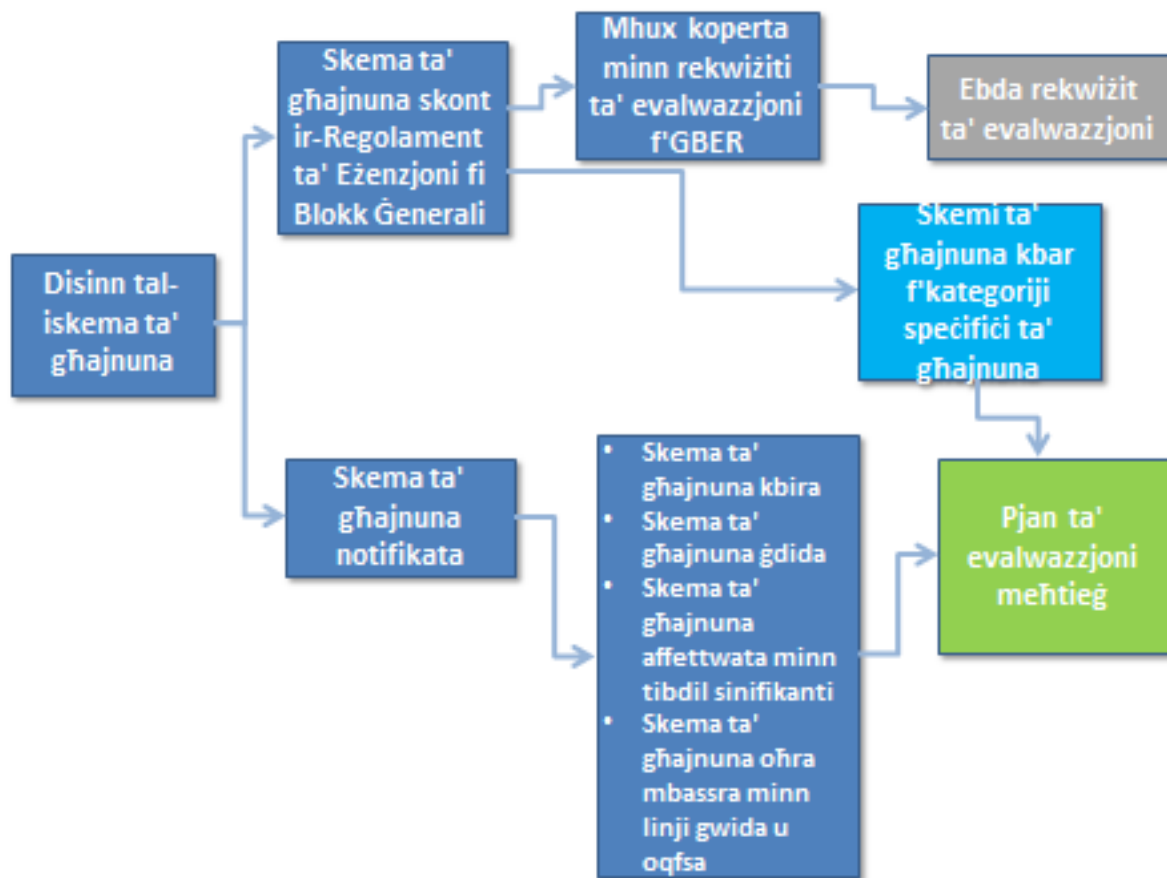 Disinn tal-
iskema ta'
għajnuna
Skema ta'
għajnuna skont
ir-Regolament
ta' Eżenzjoni fi
Blokk Ġenerali
Mhux koperta
minn rekwiżiti
ta' evalwazzjoni
f'GBER
Ebda rekwiżit
ta' evalwazzjoni
Skemi ta'
għajnuna kbar
f'kategoriji
speċifiċi ta'
għajnuna
Skema ta'
għajnuna
notifikata
• Skema ta'
għajnuna kbira
• Skema ta'
għajnuna ġdida
• Skema ta'
għajnuna
affettwata minn
tibdil sinifikanti
• Skema ta'
għajnuna oħra
mbassra minn
linji gwida u
oqfsa
Pjan ta'
evalwazzjoni
meħtieġ